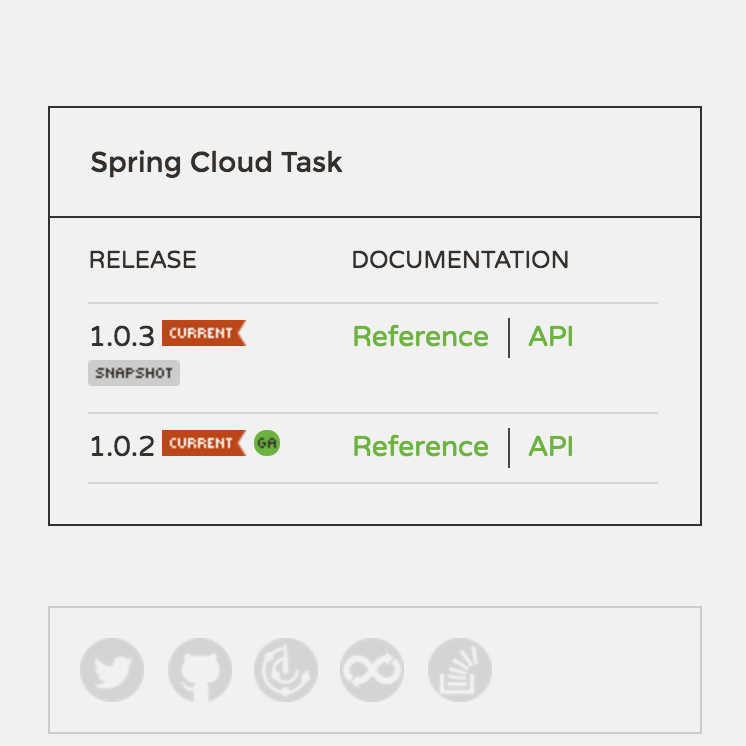 Spring Cloud Task
RELEASE DOCUMENTATION
1.0.3 CURRENT Reference API
SNAPSHOT
1.0.2 CURRENT GA Reference API